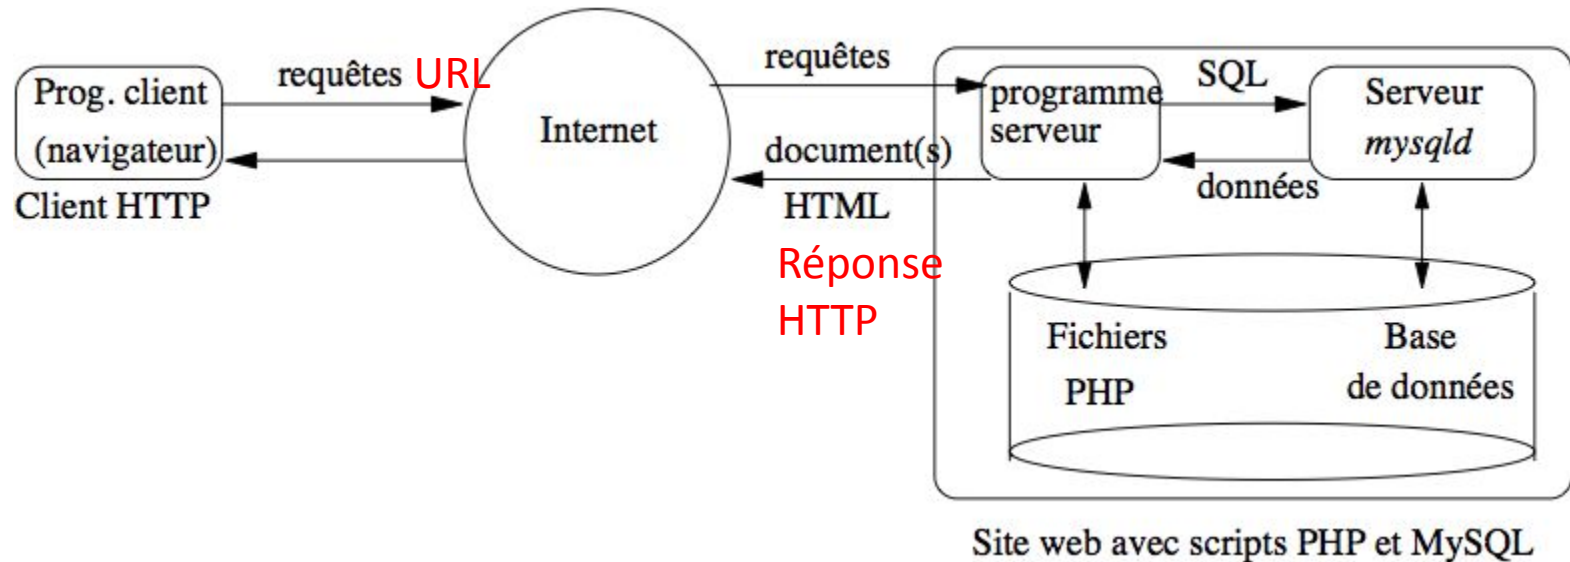 Prog. client
(navigateur)
Client HTTP
requêtes URL
Internet
requêtes
document(s)
HTML
Réponse
HTTP
programme
serveur
SQL
données
Serveur
mysqld
Fichiers
PHP
Base
de données
Site web avec scripts PHP et MySQL